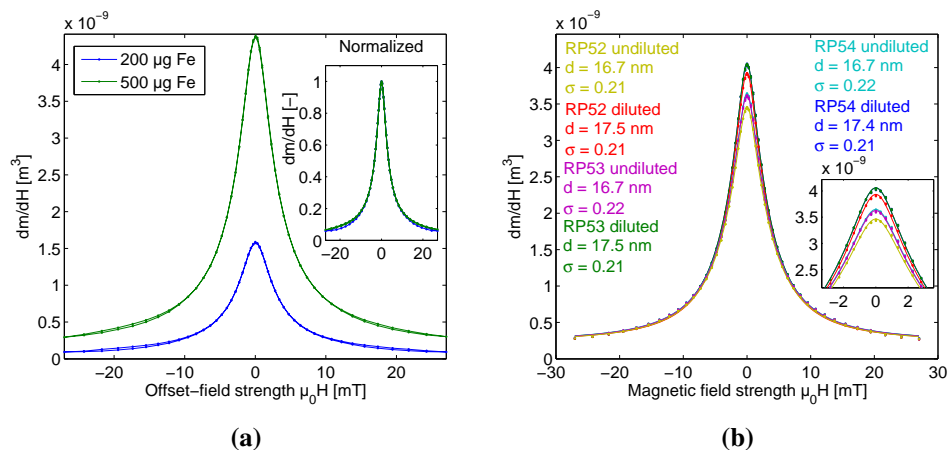 x 10⁻⁹
200 µg Fe
500 µg Fe
Normalized
dm/dH [−]
1
0.8
0.6
0.4
0.2
0
−20 0 20
dm/dH [m³]
4
3.5
3
2.5
2
1.5
1
0.5
0
−20 −10 0 10 20
Offset−field strength µ₀H [mT]
(a)
x 10⁻⁹
RP52 undiluted
d = 16.7 nm
σ = 0.21
RP52 diluted
d = 17.5 nm
σ = 0.21
RP53 undiluted
d = 16.7 nm
σ = 0.22
RP53 diluted
d = 17.5 nm
σ = 0.21
RP54 undiluted
d = 16.7 nm
σ = 0.22
RP54 diluted
d = 17.4 nm
σ = 0.21
x 10⁻⁹
4
3.5
3
2.5
−2 0 2
dm/dH [m³]
4
3.5
3
2.5
2
1.5
1
0.5
0
−30 −20 −10 0 10 20 30
Magnetic field strength µ₀H [mT]
(b)